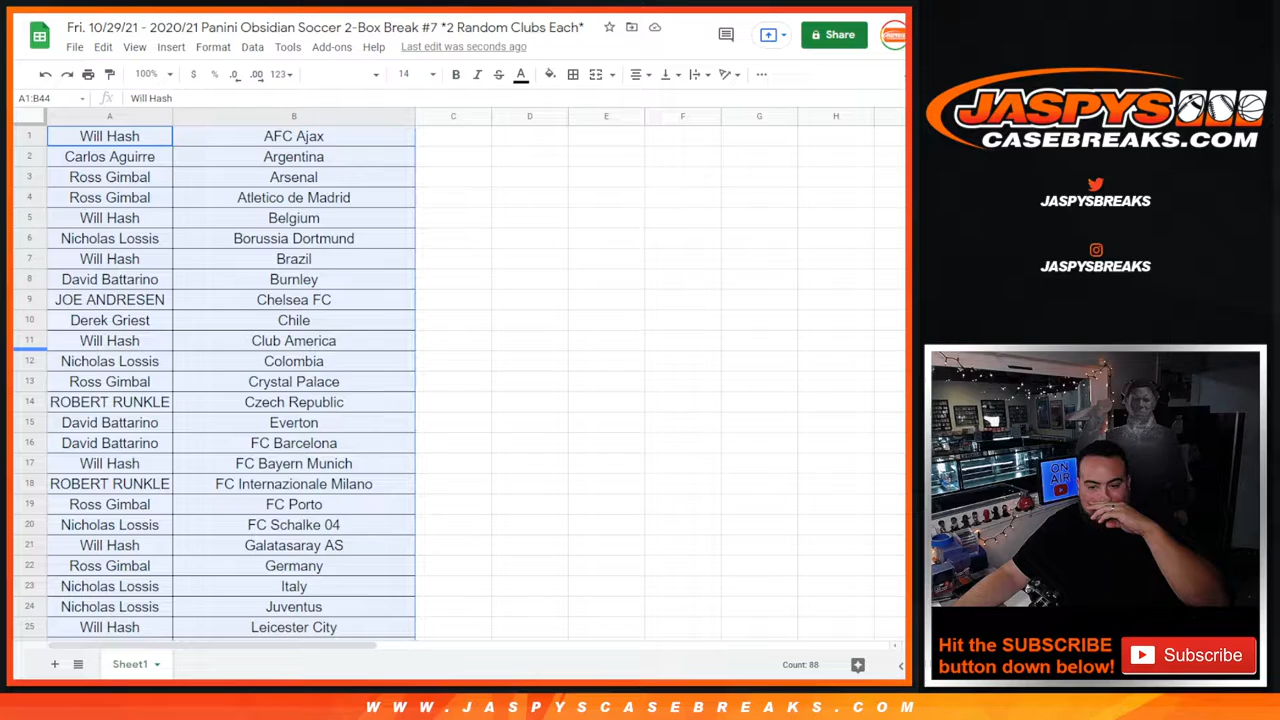 Fri. 10/29/21 - 2020/21 Panini Obsidian Soccer 2-Box Break #7 *2 Random Clubs Each*
File Edit View Insert Format Data Tools Add-ons Help Last edit was seconds ago
Share
100% $ % .0 .00 123 14 B I S A
A1:B44 fx Will Hash
A B C D E F G H
1 Will Hash AFC Ajax
2 Carlos Aguirre Argentina
3 Ross Gimbal Arsenal
4 Ross Gimbal Atletico de Madrid
5 Will Hash Belgium
6 Nicholas Lossis Borussia Dortmund
7 Will Hash Brazil
8 David Battarino Burnley
9 JOE ANDRESEN Chelsea FC
10 Derek Griest Chile
11 Will Hash Club America
12 Nicholas Lossis Colombia
13 Ross Gimbal Crystal Palace
14 ROBERT RUNKLE Czech Republic
15 David Battarino Everton
16 David Battarino FC Barcelona
17 Will Hash FC Bayern Munich
18 ROBERT RUNKLE FC Internazionale Milano
19 Ross Gimbal FC Porto
20 Nicholas Lossis FC Schalke 04
21 Will Hash Galatasaray AS
22 Ross Gimbal Germany
23 Nicholas Lossis Italy
24 Nicholas Lossis Juventus
25 Will Hash Leicester City
Sheet1
Count: 88
JASPYS
CASEBREAKS.COM
JASPYSBREAKS
JASPYSBREAKS
ON
AIR
Hit the SUBSCRIBE
button down below!
Subscribe
WWW.JASPYSCASEBREAKS.COM